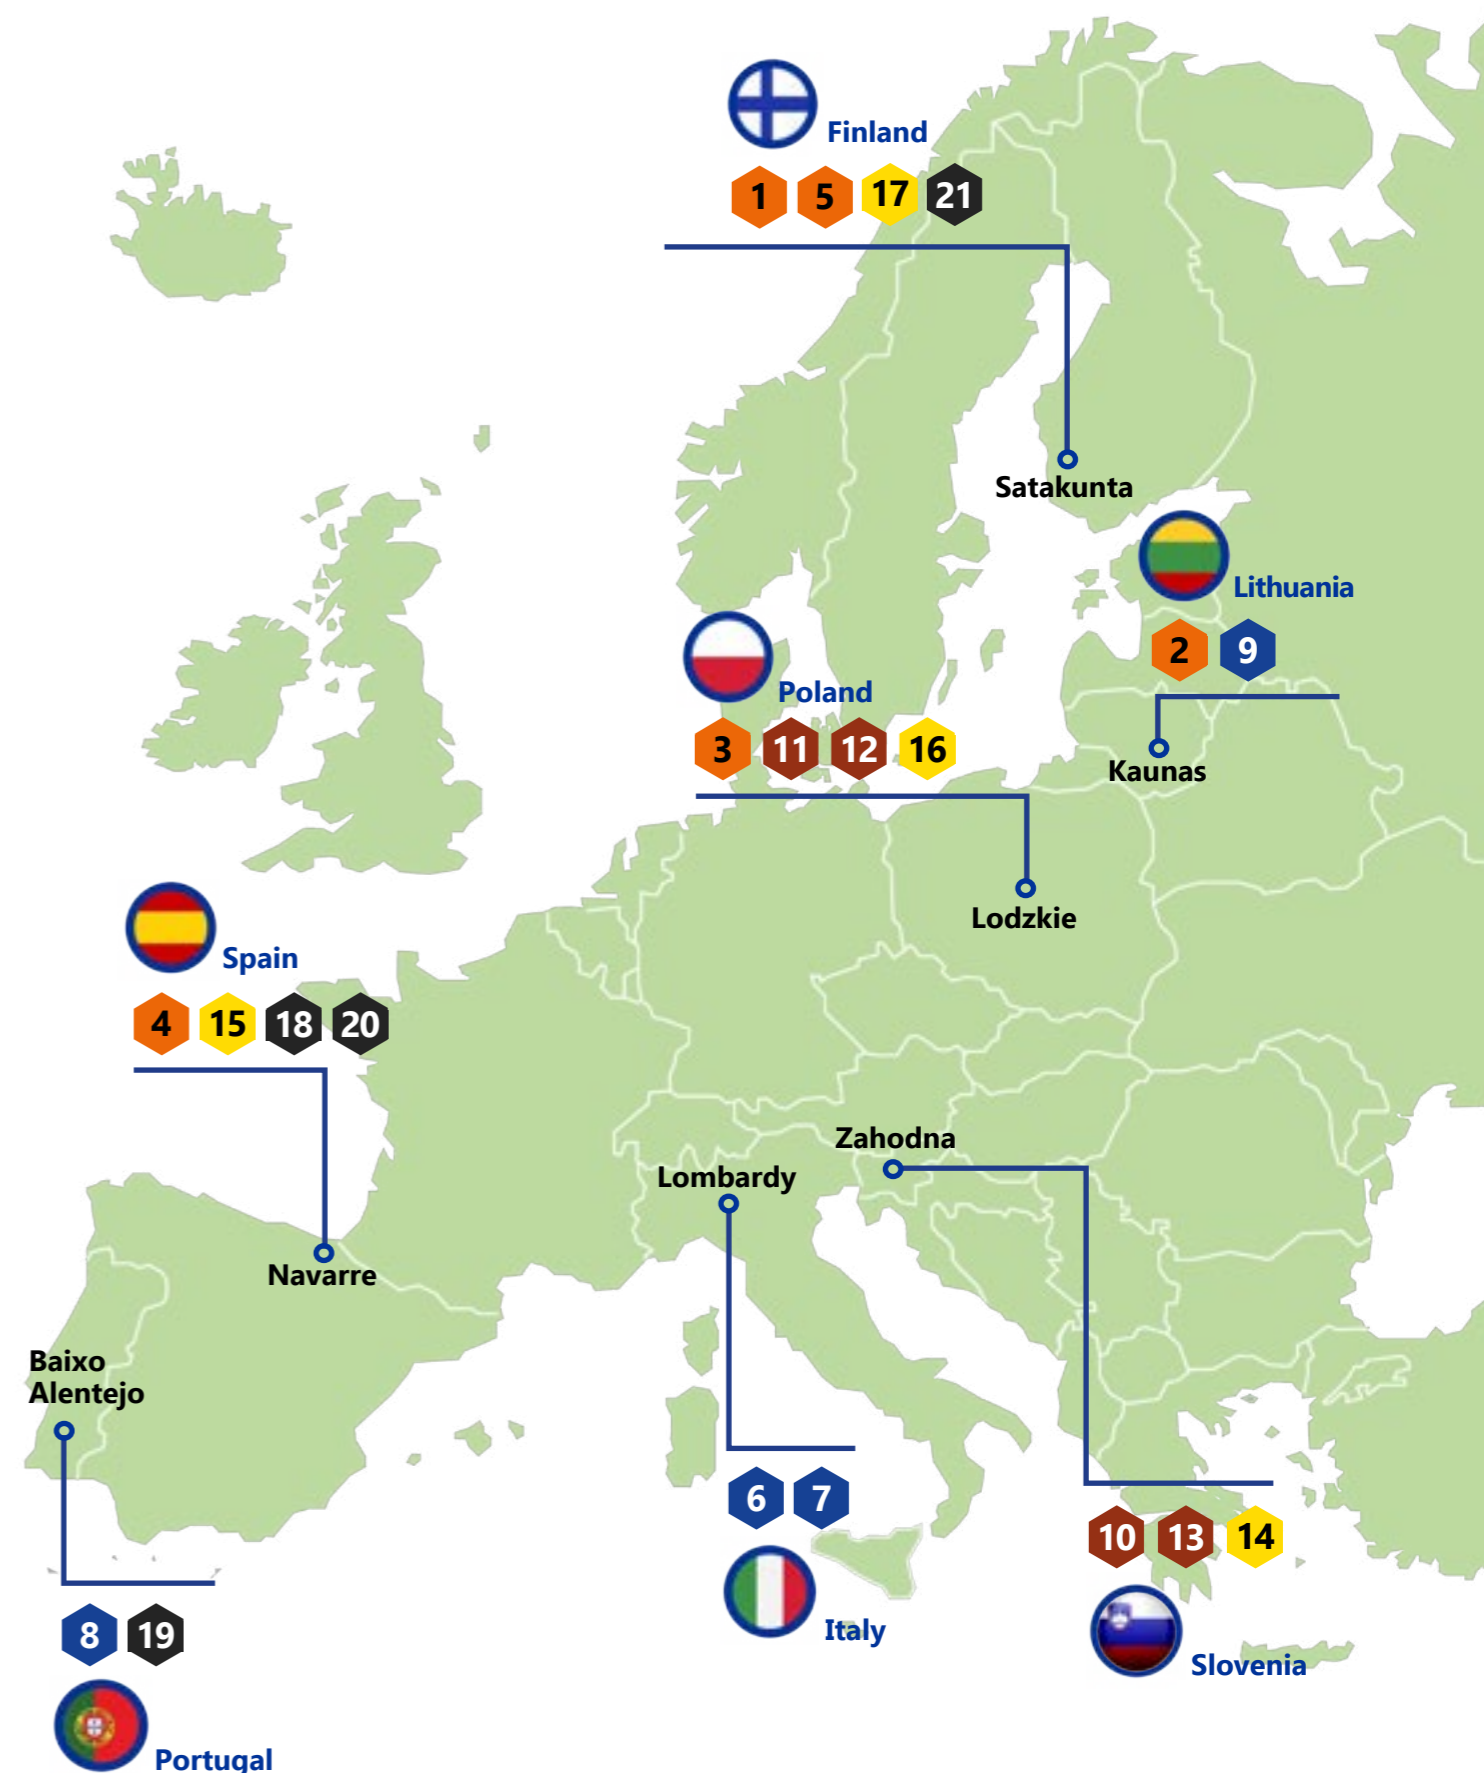 Finland
1 5 17 21
Satakunta
Lithuania
2 9
Kaunas
Poland
3 11 12 16
Lodzkie
Spain
4 15 18 20
Navarre
Zahodna
Lombardy
Baixo
Alentejo
6 7
Italy
10 13 14
Slovenia
8 19
Portugal